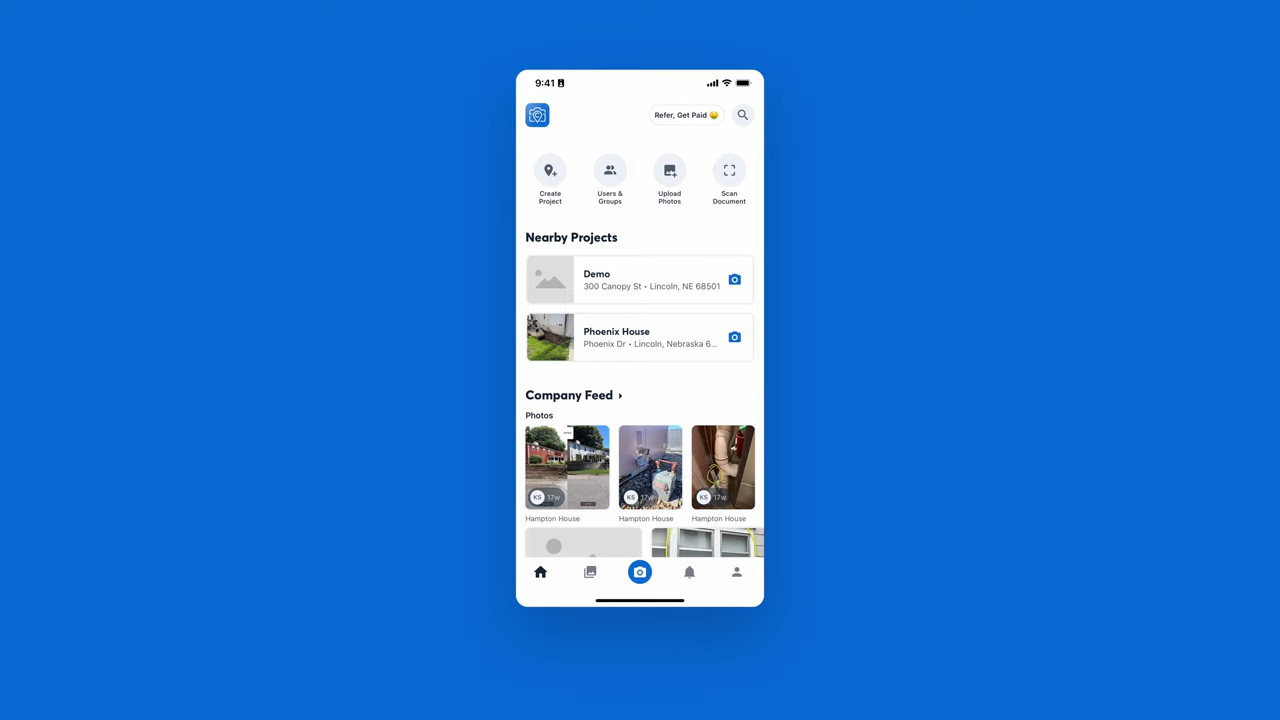 9:41
Refer, Get Paid 🤑
Create
Project
Users &
Groups
Upload
Photos
Scan
Document
Nearby Projects
Demo
300 Canopy St • Lincoln, NE 68501
Phoenix House
Phoenix Dr • Lincoln, Nebraska 6...
Company Feed
Photos
KS 17w
KS 17w
KS 17w
Hampton House
Hampton House
Hampton House